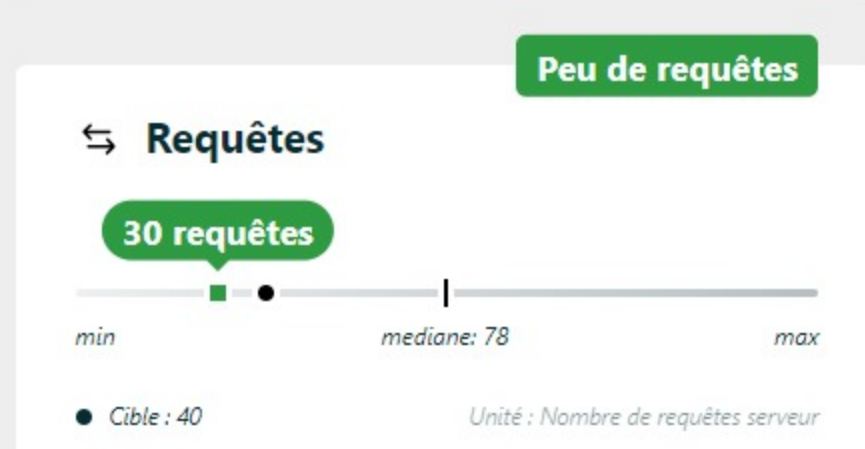 Peu de requêtes
Requêtes
30 requêtes
min mediane: 78 max
Cible : 40 Unité : Nombre de requêtes serveur